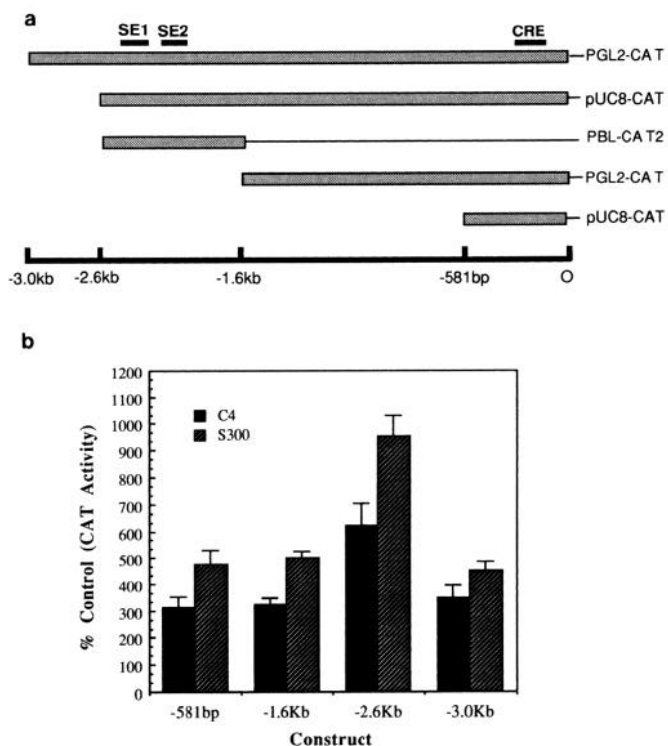 a
SE1 SE2 CRE
PGL2-CAT
pUC8-CAT
PBL-CAT2
PGL2-CAT
pUC8-CAT
-3.0kb -2.6kb -1.6kb -581bp O
b
% Control (CAT Activity)
1200
1100
1000
900
800
700
600
500
400
300
200
100
0
C4
S300
-581bp -1.6Kb -2.6Kb -3.0Kb
Construct